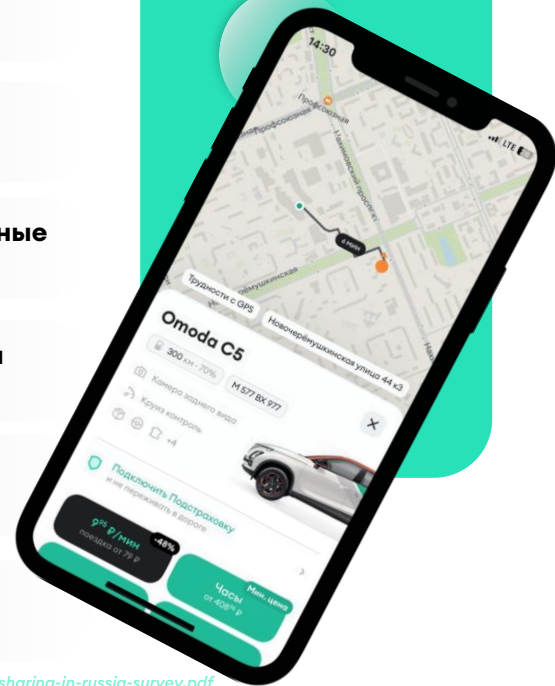 14:30
LTE
Профсоюзная
Профсоюзная
Нахимовский проспект
6 мин
Трудности с GPS
Новочерёмушкинская улица 44 к3
Omoda C5
300 км · 70%
М 577 ВХ 977
Камера заднего вида
Круиз контроль
+4
Подключить Подстраховку
и не переживать в дороге
9⁹⁵ ₽/мин
-48%
поездка от 79 ₽
Мин. цена
Часы
ные
sharing-in-russia-survey.pdf